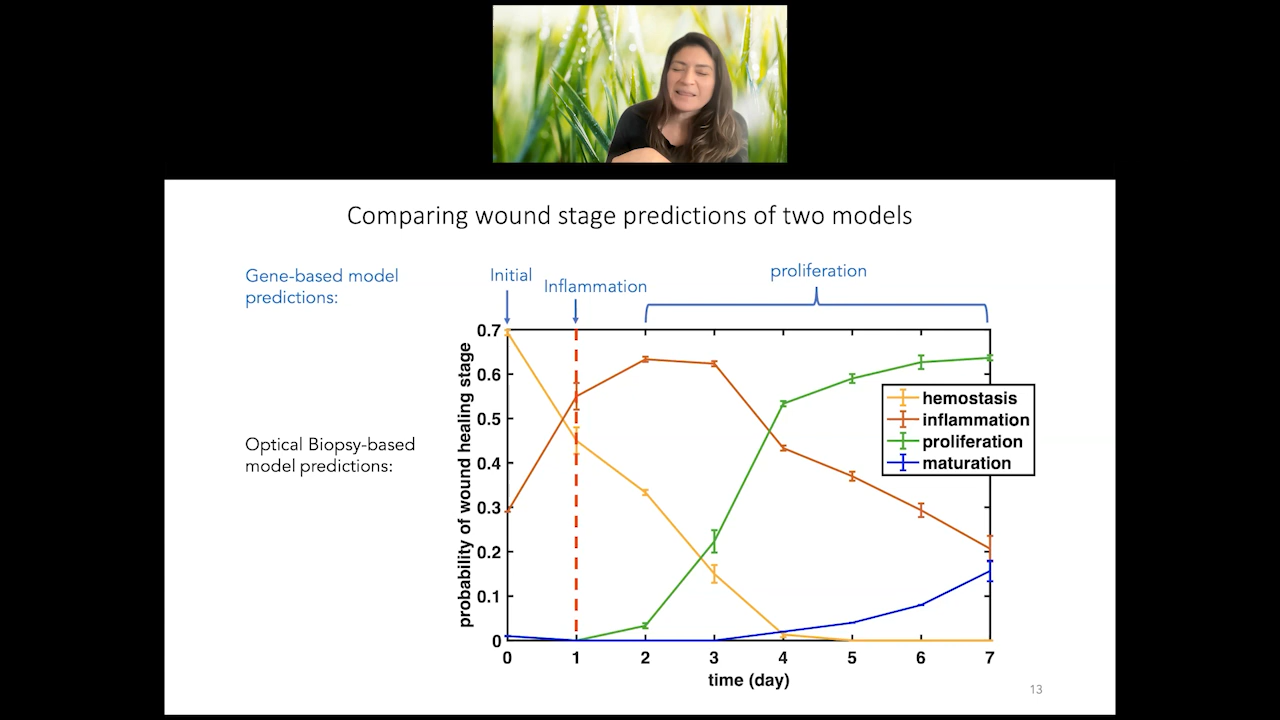 Comparing wound stage predictions of two models
Gene-based model
predictions:
Initial
Inflammation
proliferation
Optical Biopsy-based
model predictions:
probability of wound healing stage
0.7
0.6
0.5
0.4
0.3
0.2
0.1
0
hemostasis
inflammation
proliferation
maturation
0 1 2 3 4 5 6 7
time (day)
13